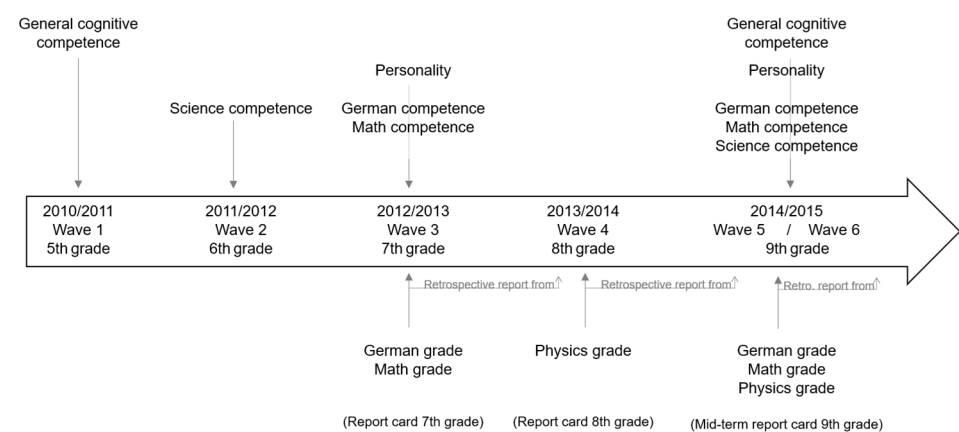 General cognitive
competence
General cognitive
competence
Personality
Personality
Science competence
German competence
Math competence
German competence
Math competence
Science competence
2010/2011
Wave 1
5th grade
2011/2012
Wave 2
6th grade
2012/2013
Wave 3
7th grade
2013/2014
Wave 4
8th grade
2014/2015
Wave 5 / Wave 6
9th grade
Retrospective report from
Retrospective report from
Retro. report from
German grade
Math grade
Physics grade
German grade
Math grade
Physics grade
(Report card 7th grade)
(Report card 8th grade)
(Mid-term report card 9th grade)